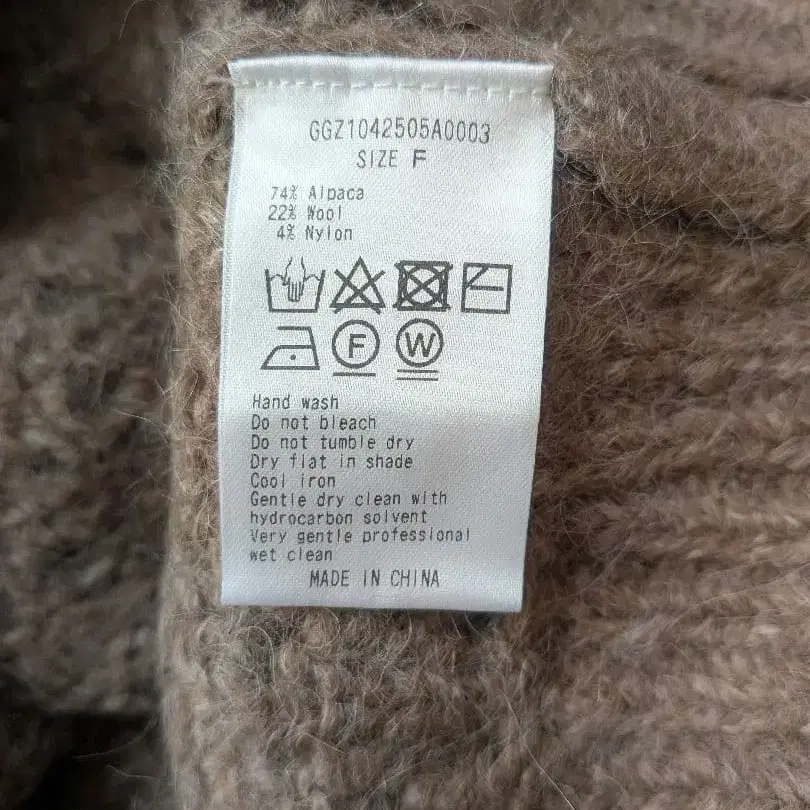 GGZ1042505A0003
SIZE F
74% Alpaca
22% Wool
4% Nylon
F W
Hand wash
Do not bleach
Do not tumble dry
Dry flat in shade
Cool iron
Gentle dry clean with
hydrocarbon solvent
Very gentle professional
wet clean
MADE IN CHINA